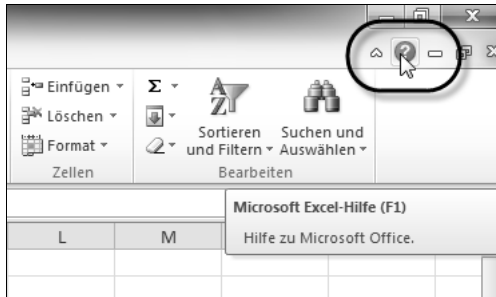 Einfügen
Löschen
Format
Zellen
Σ
A
Z
Sortieren
und Filtern
Suchen und
Auswählen
Bearbeiten
Microsoft Excel-Hilfe (F1)
Hilfe zu Microsoft Office.
L
M